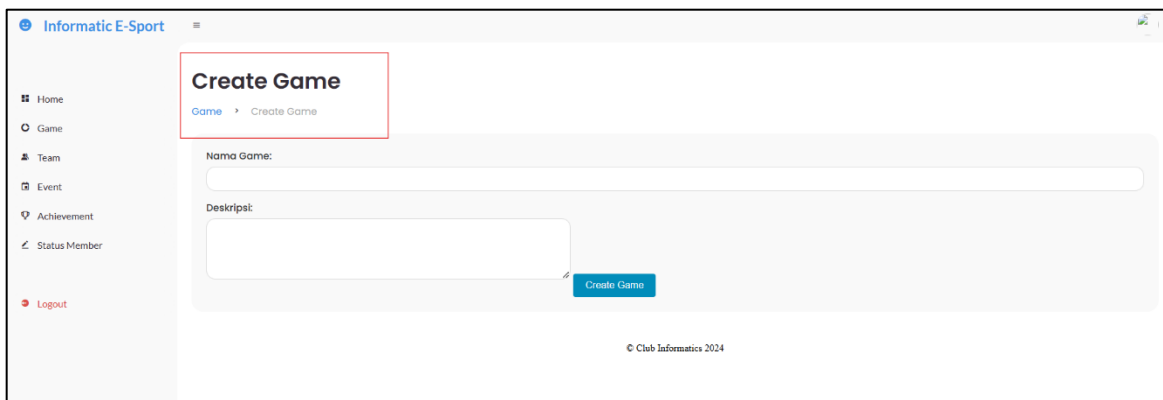 Informatic E-Sport
Home
Game
Team
Event
Achievement
Status Member
Logout
Create Game
Game > Create Game
Nama Game:
Deskripsi:
Create Game
© Club Informatics 2024